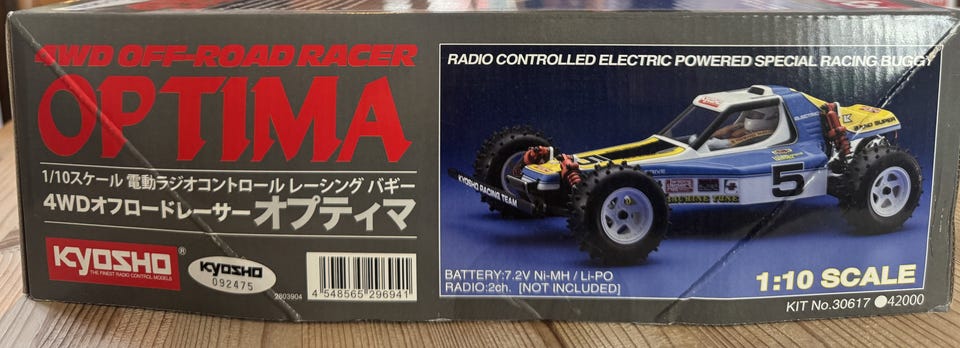 4WD OFF-ROAD RACER
OPTIMA
1/10スケール 電動ラジオコントロール レーシング バギー
4WDオフロードレーサー オプティマ
KYOSHO®
THE FINEST RADIO CONTROL MODELS
KYOSHO
092475
2603904
4 548565 296941
RADIO CONTROLLED ELECTRIC POWERED SPECIAL RACING BUGGY
KYOSHO RACING TEAM
5
MACHINE TUNE
BATTERY:7.2V Ni-MH / Li-PO
RADIO:2ch. [NOT INCLUDED]
1:10 SCALE
KIT No.30617 ●42000